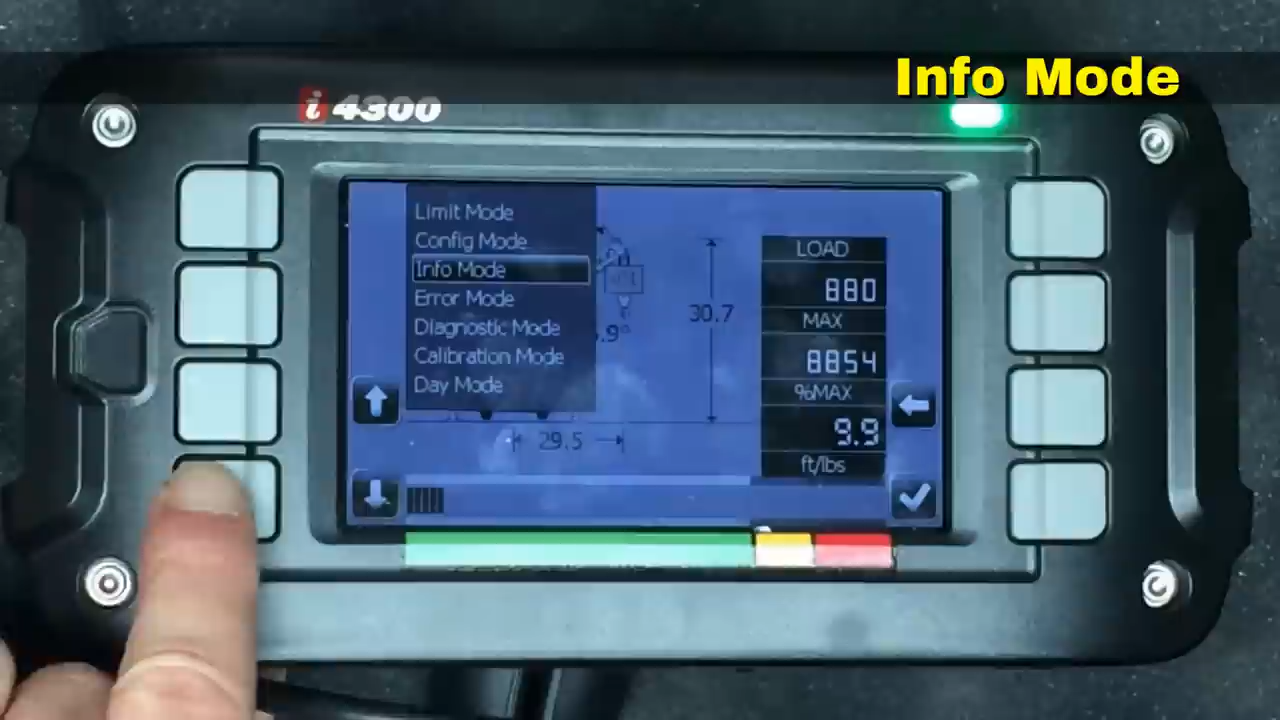 Info Mode
i4300
Limit Mode
Config Mode
Info Mode
Error Mode
Diagnostic Mode
Calibration Mode
Day Mode
30.7
29.5
LOAD
880
MAX
8854
%MAX
9.9
ft/lbs